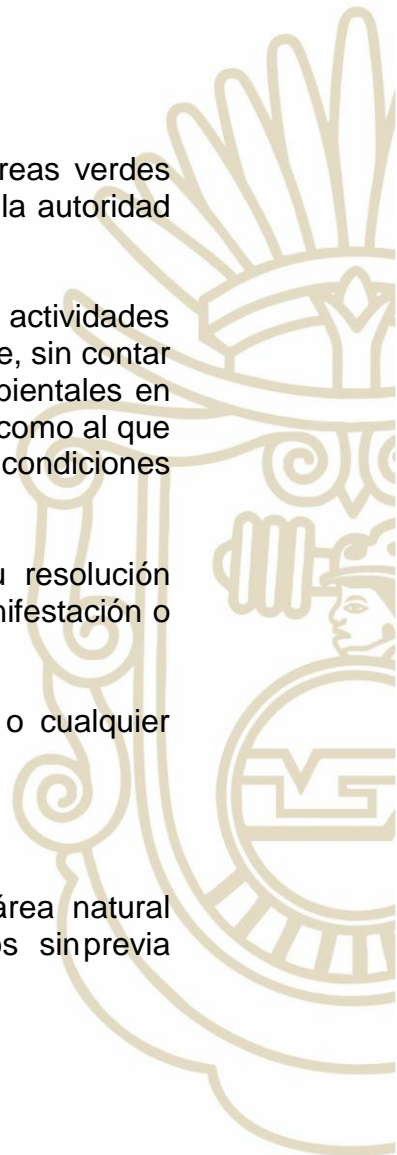 reas verdes
la autoridad
actividades
e, sin contar
bientales en
como al que
condiciones
u resolución
nifestación o
o cualquier
área natural
os sinprevia